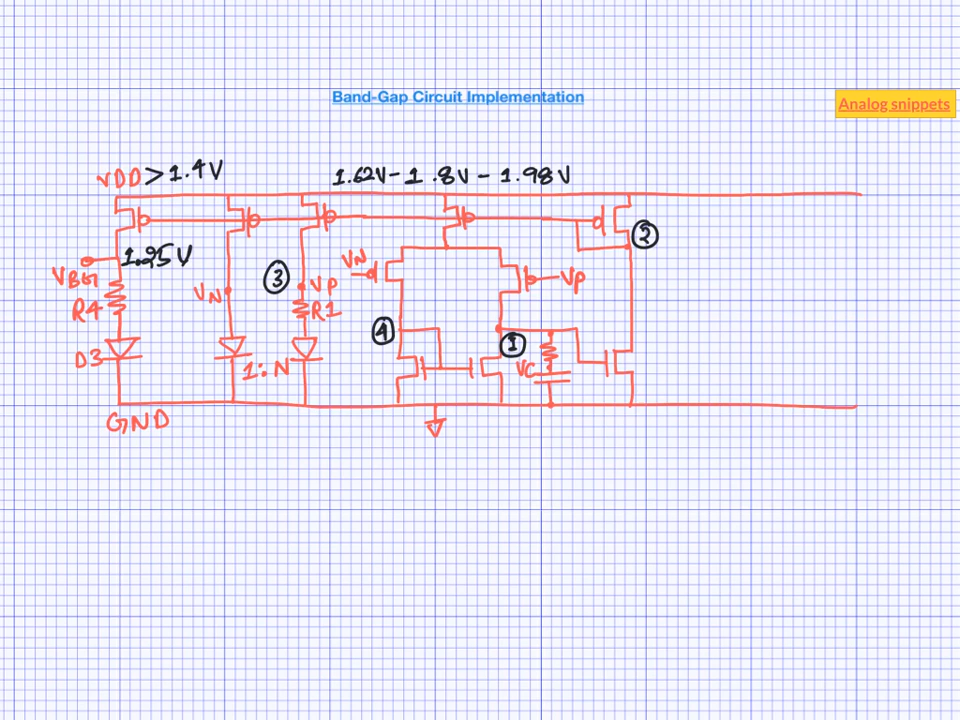 Band-Gap Circuit Implementation
Analog snippets
VDD >1.4V
1.62V-1.8V-1.98V
2
1.25V
VBG
3
VN
VP
VP
R4
VN
R1
4
1
D3
1:N
VC
GND